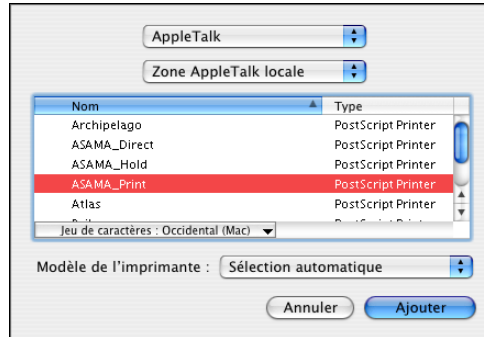 AppleTalk
Zone AppleTalk locale
Nom Type
Archipelago PostScript Printer
ASAMA_Direct PostScript Printer
ASAMA_Hold PostScript Printer
ASAMA_Print PostScript Printer
Atlas PostScript Printer
Jeu de caractères : Occidental (Mac)
Modèle de l'imprimante : Sélection automatique
Annuler Ajouter